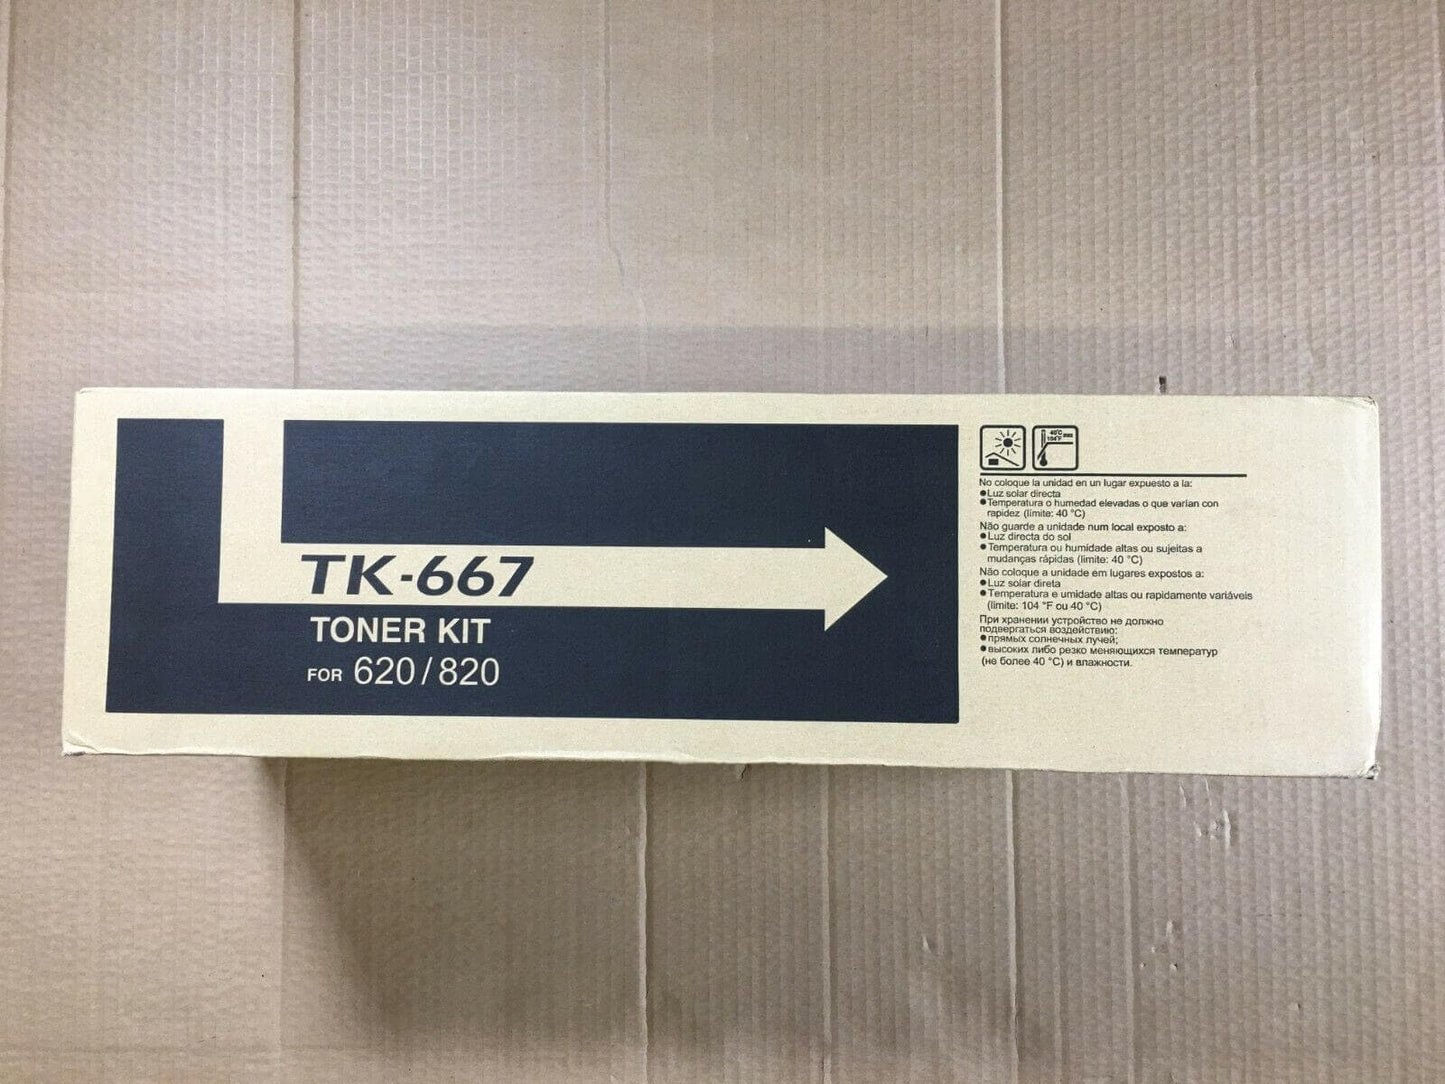 TK-667
TONER KIT
FOR 620/820
40°C
104°F max
No coloque la unidad en un lugar expuesto a la:
●Luz solar directa
●Temperatura o humedad elevadas o que varían con
rapidez (límite: 40 °C)
Não guarde a unidade num local exposto a:
●Luz directa do sol
●Temperatura ou humidade altas ou sujeitas a
mudanças rápidas (limite: 40 °C)
Não coloque a unidade em lugares expostos a:
●Luz solar direta
●Temperatura e umidade altas ou rapidamente variáveis
(limite: 104 °F ou 40 °C)
При хранении устройство не должно
подвергаться воздействию:
●прямых солнечных лучей;
●высоких либо резко меняющихся температур
(не более 40 °C) и влажности.